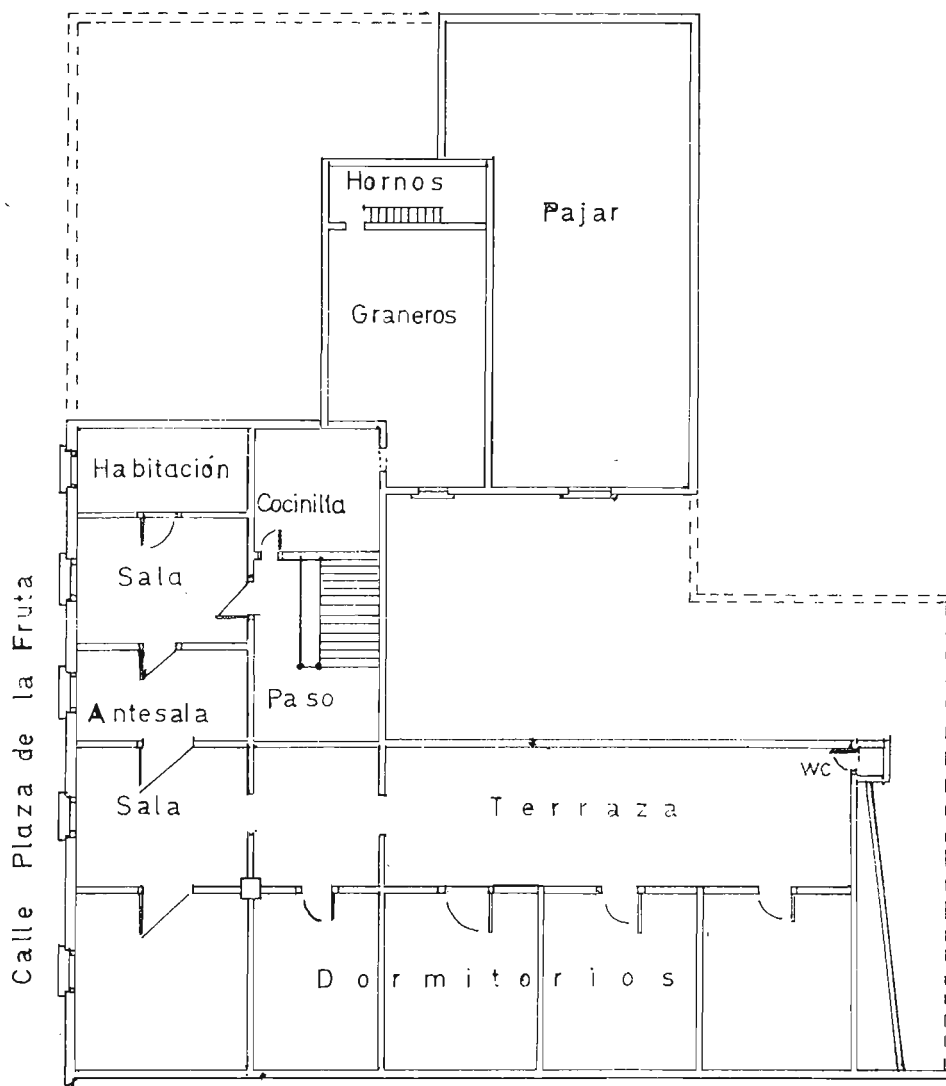 Hornos
Pajar
Graneros
Habitación
Cocinilla
Sala
Paso
Antesala
WC
Sala
Terraza
Dormitorios
Calle Plaza de la Fruta